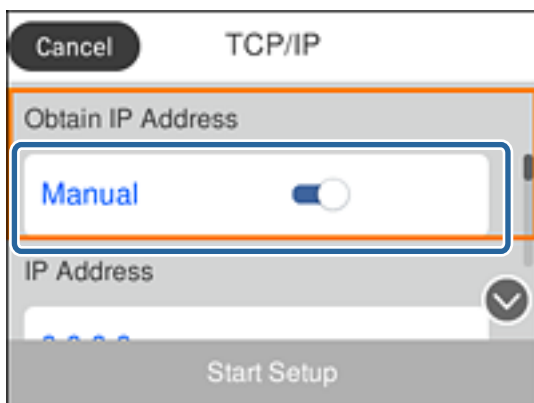 Cancel
TCP/IP
Obtain IP Address
Manual
IP Address
Start Setup